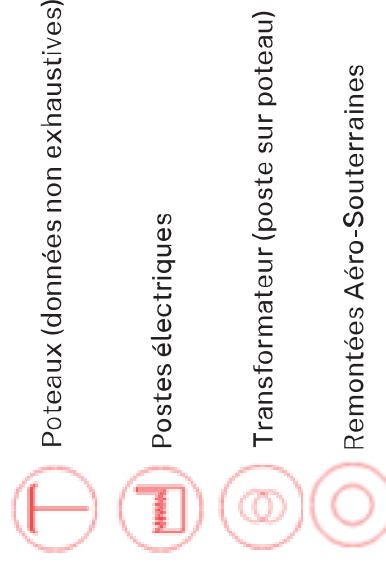 Poteaux (données non exhaustives)
Postes électriques
Transformateur (poste sur poteau)
Remontées Aéro-Souterraines